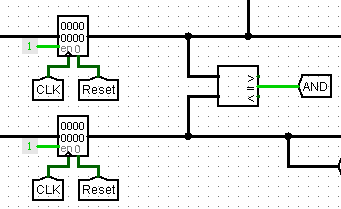 0000
0000
1 en 0
CLK Reset
> = < AND
0000
0000
1 en 0
CLK Reset